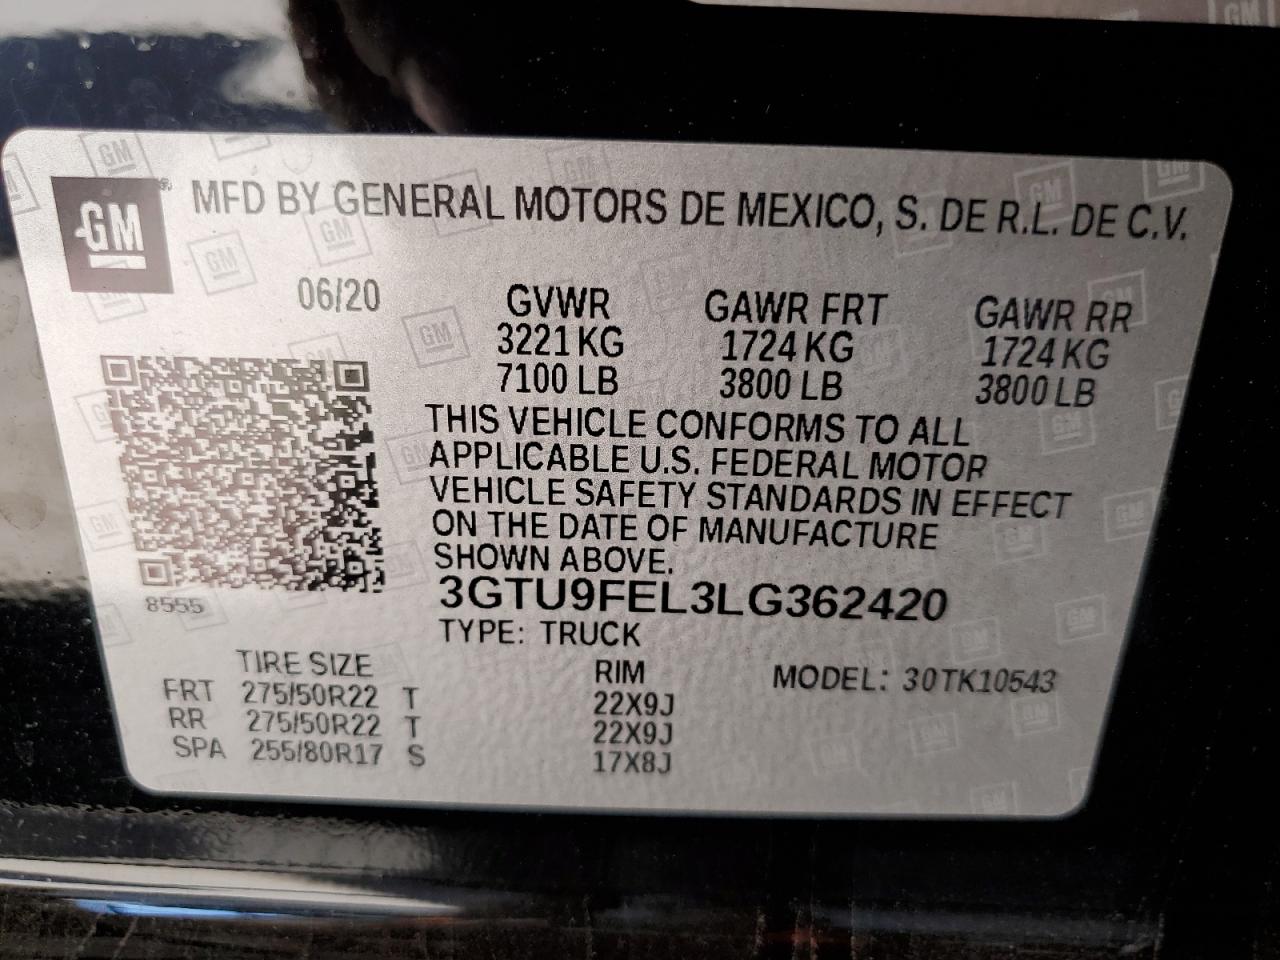 GM
MFD BY GENERAL MOTORS DE MEXICO, S. DE R.L. DE C.V.
06/20
GVWR GAWR FRT GAWR RR
3221 KG 1724 KG 1724 KG
7100 LB 3800 LB 3800 LB
THIS VEHICLE CONFORMS TO ALL
APPLICABLE U.S. FEDERAL MOTOR
VEHICLE SAFETY STANDARDS IN EFFECT
ON THE DATE OF MANUFACTURE
SHOWN ABOVE.
8555
3GTU9FEL3LG362420
TYPE: TRUCK
TIRE SIZE RIM MODEL: 30TK10543
FRT 275/50R22 T 22X9J
RR 275/50R22 T 22X9J
SPA 255/80R17 S 17X8J